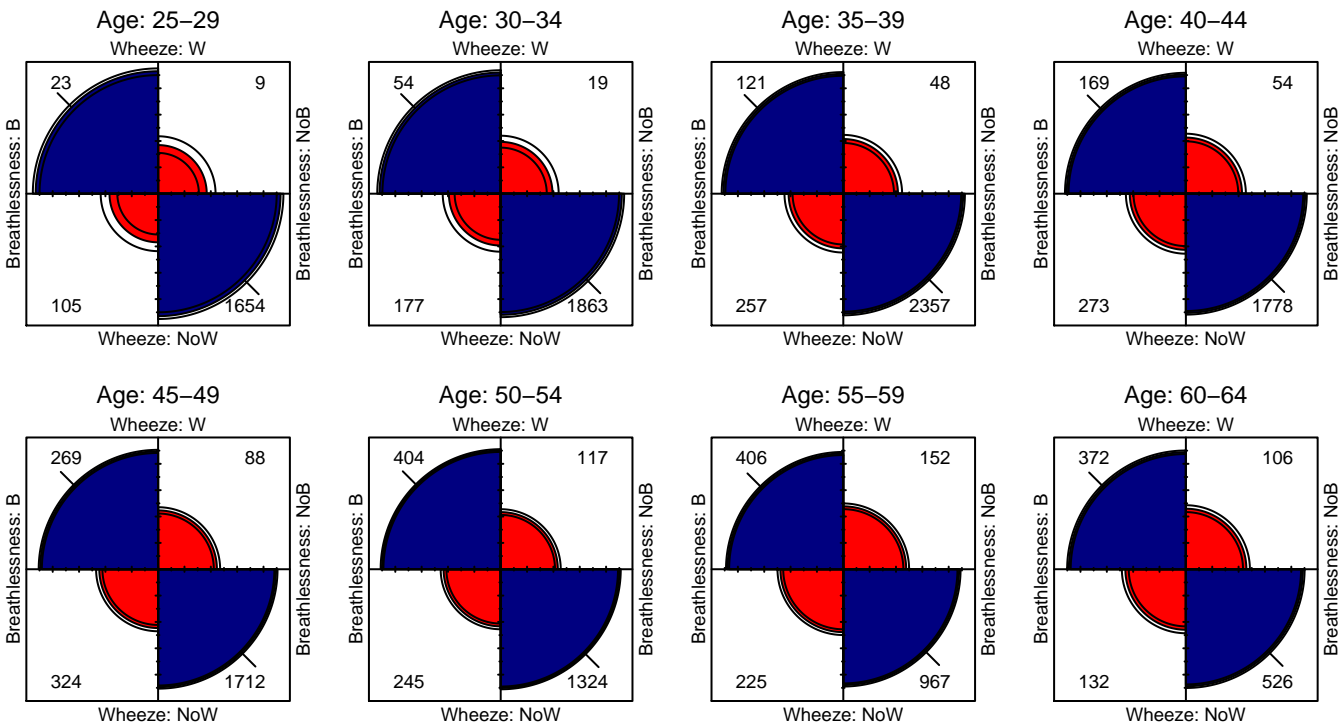 Age: 25−29
Wheeze: W
Breathlessness: B
23
9
Breathlessness: NoB
105
1654
Wheeze: NoW
Age: 30−34
Wheeze: W
Breathlessness: B
54
19
Breathlessness: NoB
177
1863
Wheeze: NoW
Age: 35−39
Wheeze: W
Breathlessness: B
121
48
Breathlessness: NoB
257
2357
Wheeze: NoW
Age: 40−44
Wheeze: W
Breathlessness: B
169
54
Breathlessness: NoB
273
1778
Wheeze: NoW
Age: 45−49
Wheeze: W
Breathlessness: B
269
88
Breathlessness: NoB
324
1712
Wheeze: NoW
Age: 50−54
Wheeze: W
Breathlessness: B
404
117
Breathlessness: NoB
245
1324
Wheeze: NoW
Age: 55−59
Wheeze: W
Breathlessness: B
406
152
Breathlessness: NoB
225
967
Wheeze: NoW
Age: 60−64
Wheeze: W
Breathlessness: B
372
106
Breathlessness: NoB
132
526
Wheeze: NoW